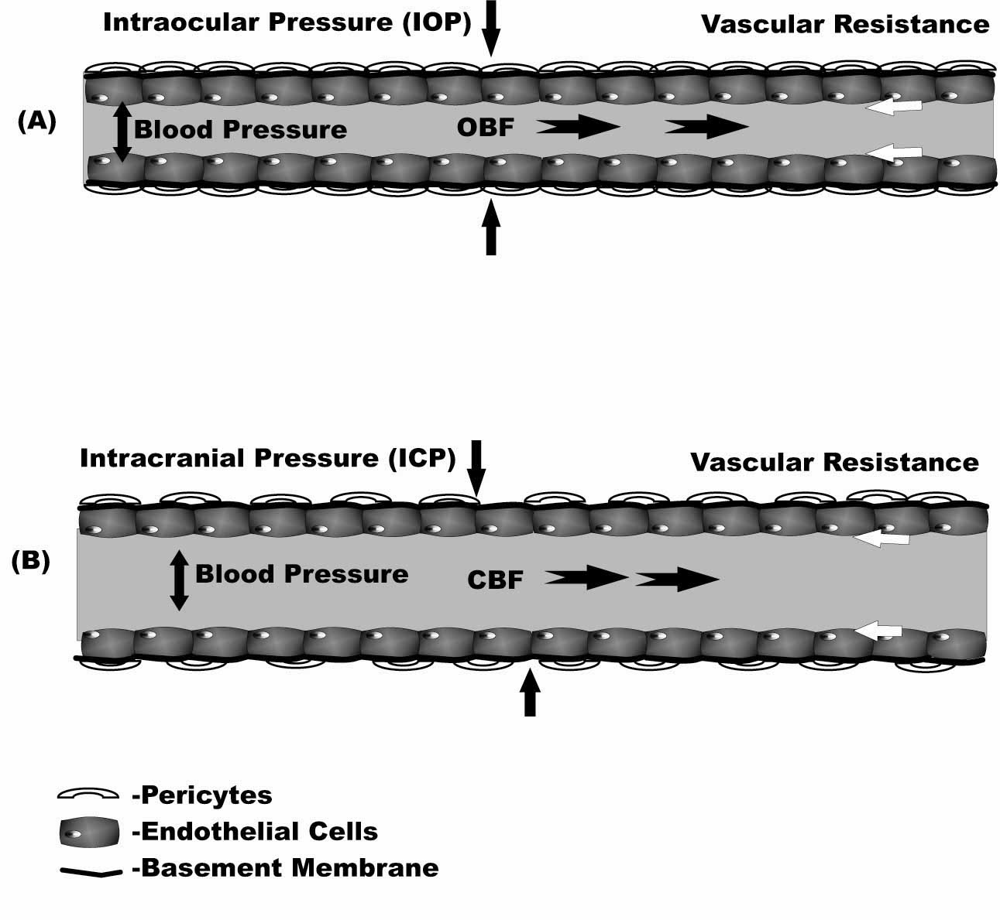 Intraocular Pressure (IOP)
Vascular Resistance
(A)
Blood Pressure
OBF
Intracranial Pressure (ICP)
Vascular Resistance
(B)
Blood Pressure
CBF
-Pericytes
-Endothelial Cells
-Basement Membrane